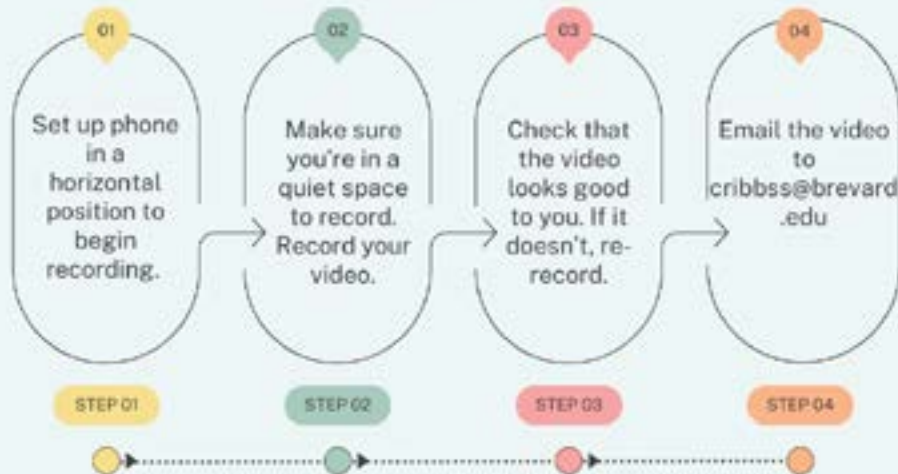 01
Set up phone
in a
horizontal
position to
begin
recording.
02
Make sure
you're in a
quiet space
to record.
Record your
video.
03
Check that
the video
looks good
to you. If it
doesn't, re-
record.
04
Email the video
to
cribbss@brevard
.edu
STEP 01
STEP 02
STEP 03
STEP 04